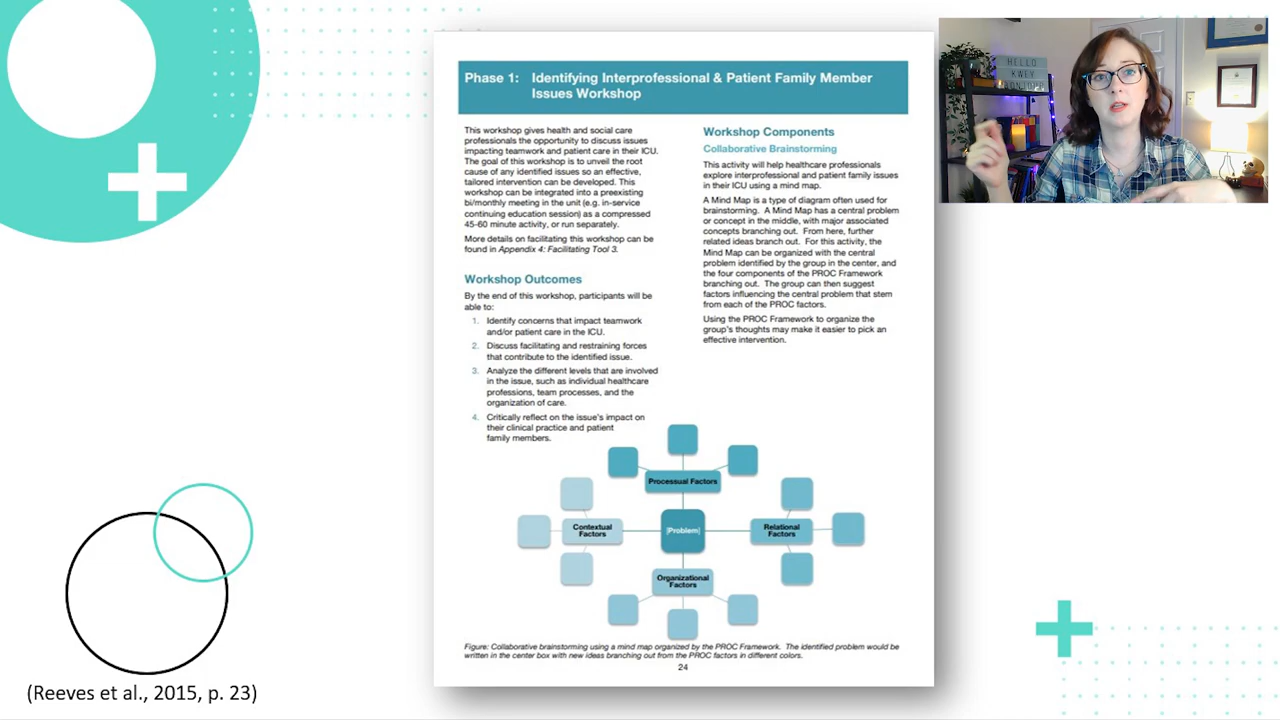 Phase 1: Identifying Interprofessional & Patient Family Member
Issues Workshop
This workshop gives health and social care
professionals the opportunity to discuss issues
impacting teamwork and patient care in their ICU.
The goal of this workshop is to unveil the root
cause of any identified issues so an effective,
tailored intervention can be developed. This
workshop can be integrated into a preexisting
bi/monthly meeting in the unit (e.g. in-service
continuing education session) as a compressed
45-60 minute activity, or run separately.
More details on facilitating this workshop can be
found in Appendix 4: Facilitating Tool 3.
Workshop Outcomes
By the end of this workshop, participants will be
able to:
1. Identify concerns that impact teamwork
and/or patient care in the ICU.
2. Discuss facilitating and restraining forces
that contribute to the identified issue.
3. Analyze the different levels that are involved
in the issue, such as individual healthcare
professions, team processes, and the
organization of care.
4. Critically reflect on the issue's impact on
their clinical practice and patient
family members.
Workshop Components
Collaborative Brainstorming
This activity will help healthcare professionals
explore interprofessional and patient family issues
in their ICU using a mind map.
A Mind Map is a type of diagram often used for
brainstorming. A Mind Map has a central problem
or concept in the middle, with major associated
concepts branching out. From here, further
related ideas branch out. For this activity, the
Mind Map can be organized with the central
problem identified by the group in the center, and
the four components of the PROC Framework
branching out. The group can then suggest
factors influencing the central problem that stem
from each of the PROC factors.
Using the PROC Framework to organize the
group's thoughts may make it easier to pick an
effective intervention.
Processual Factors
Contextual
Factors
[Problem]
Relational
Factors
Organizational
Factors
Figure: Collaborative brainstorming using a mind map organized by the PROC Framework. The identified problem would be
written in the center box with new ideas branching out from the PROC factors in different colors.
24
(Reeves et al., 2015, p. 23)
HELLO
KWEY
BONJOUR